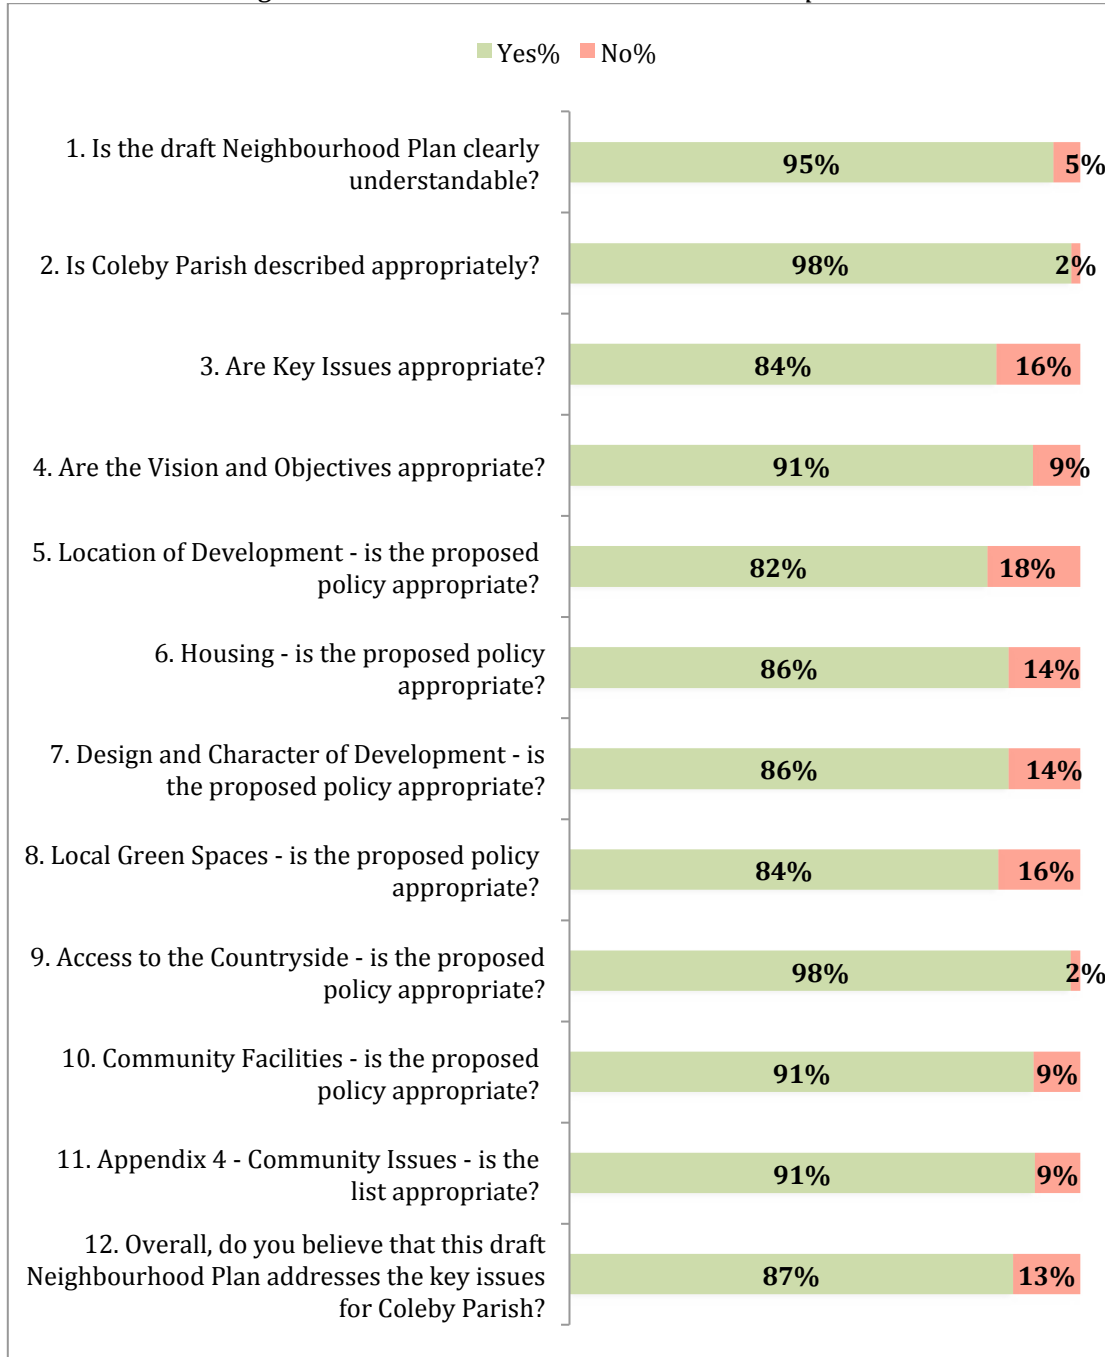 Yes% No%
1. Is the draft Neighbourhood Plan clearly
understandable?
95% 5%
2. Is Coleby Parish described appropriately?
98% 2%
3. Are Key Issues appropriate?
84% 16%
4. Are the Vision and Objectives appropriate?
91% 9%
5. Location of Development - is the proposed
policy appropriate?
82% 18%
6. Housing - is the proposed policy
appropriate?
86% 14%
7. Design and Character of Development - is
the proposed policy appropriate?
86% 14%
8. Local Green Spaces - is the proposed policy
appropriate?
84% 16%
9. Access to the Countryside - is the proposed
policy appropriate?
98% 2%
10. Community Facilities - is the proposed
policy appropriate?
91% 9%
11. Appendix 4 - Community Issues - is the
list appropriate?
91% 9%
12. Overall, do you believe that this draft
Neighbourhood Plan addresses the key issues
for Coleby Parish?
87% 13%